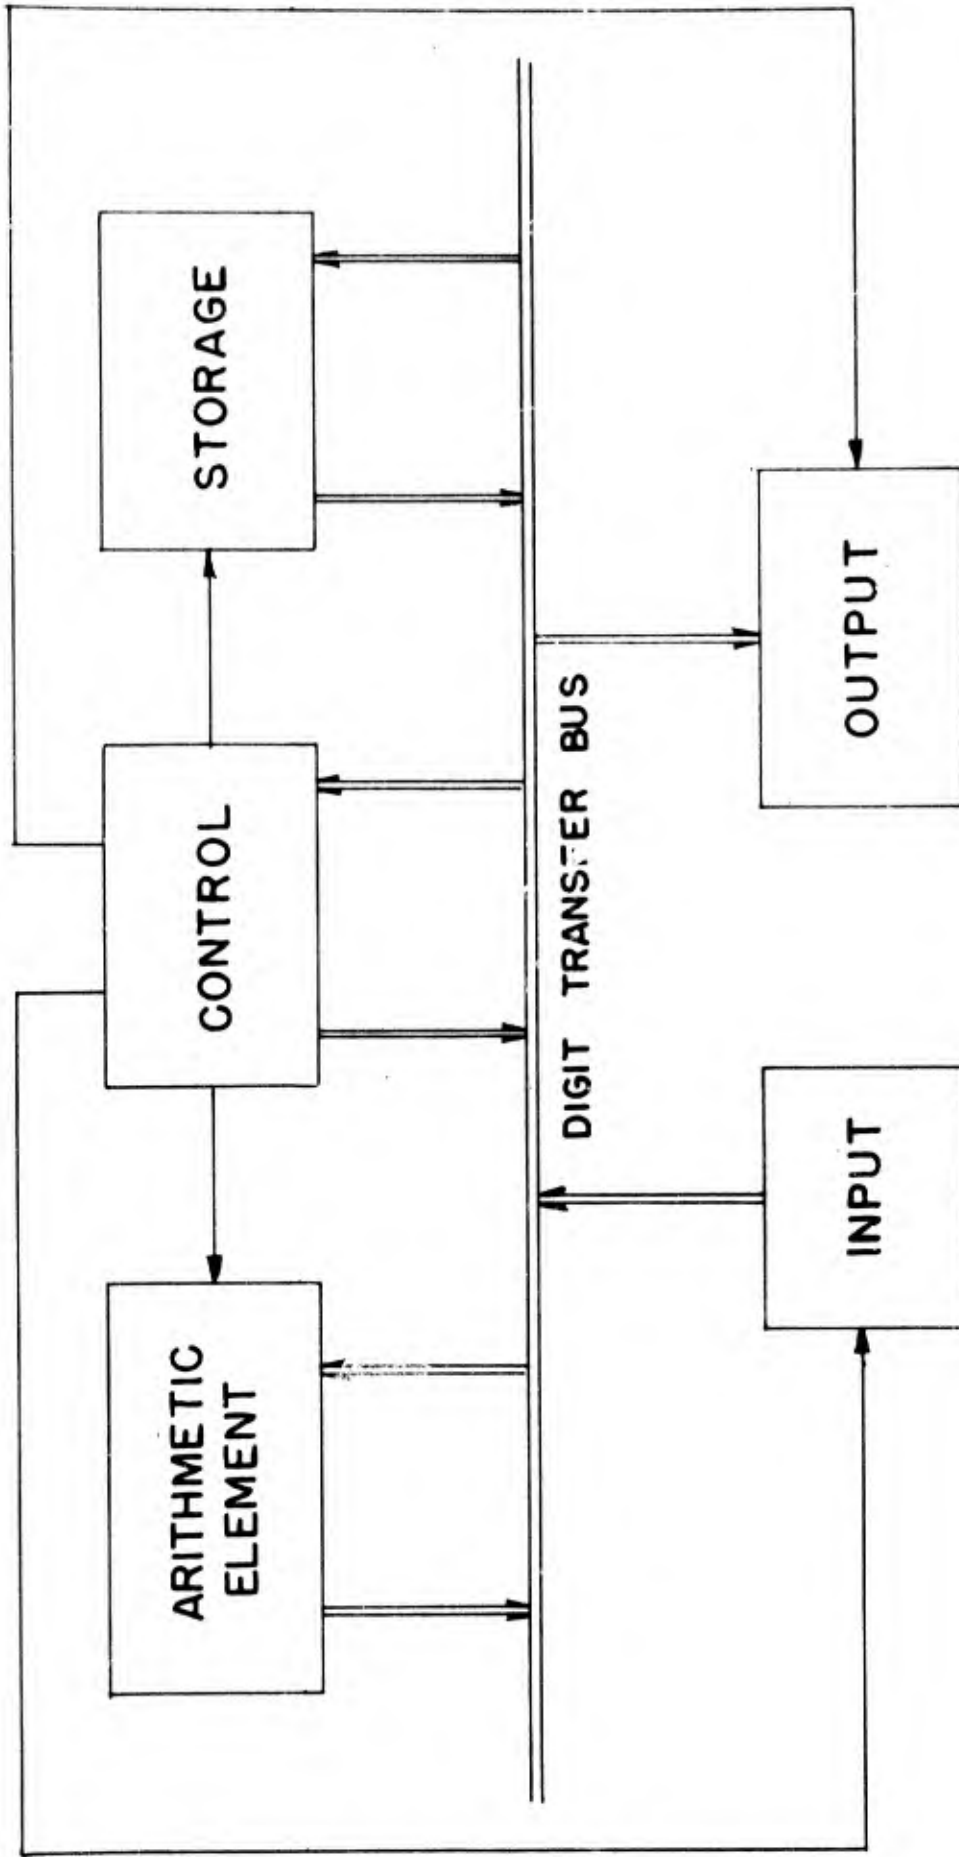 ARITHMETIC
ELEMENT
CONTROL
STORAGE
DIGIT TRANSFER BUS
INPUT
OUTPUT